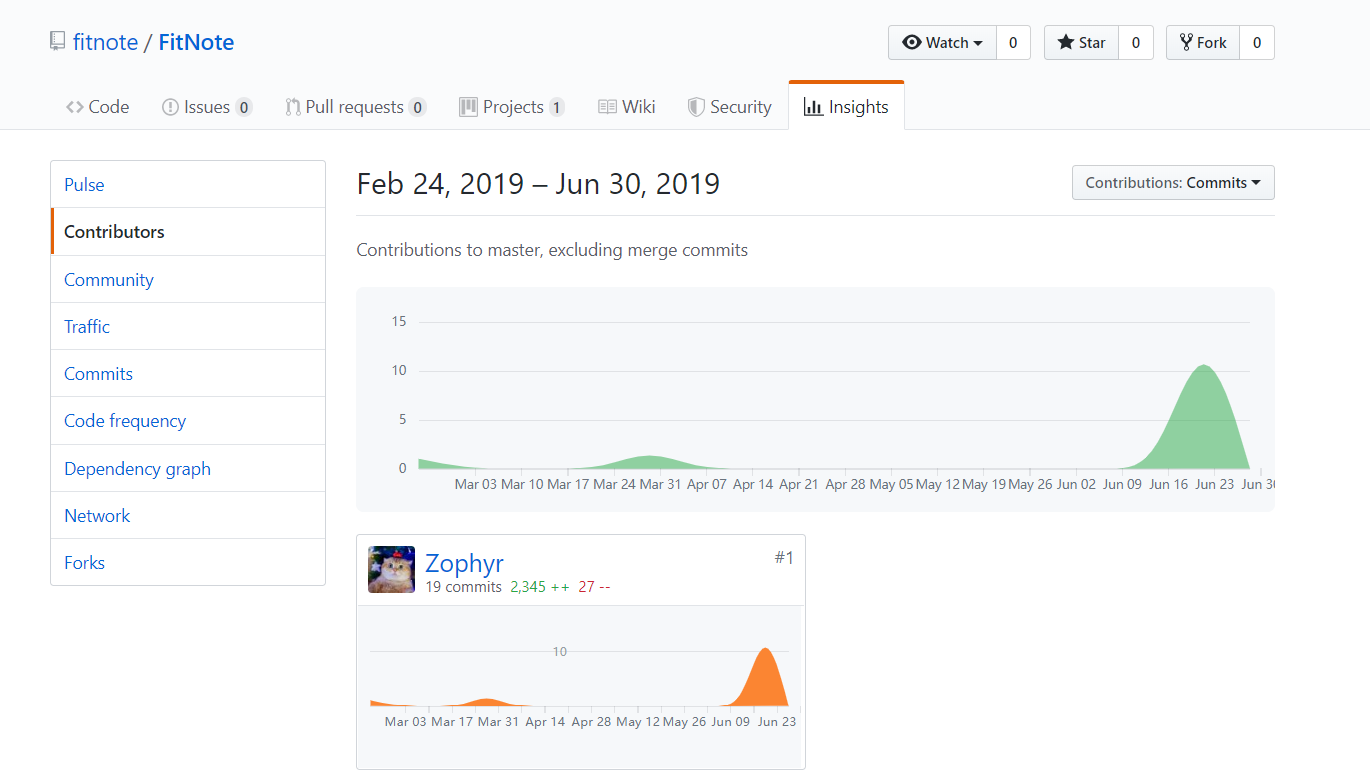 fitnote / FitNote
Watch 0 Star 0 Fork 0
Code Issues 0 Pull requests 0 Projects 1 Wiki Security Insights
Pulse
Contributors
Community
Traffic
Commits
Code frequency
Dependency graph
Network
Forks
Feb 24, 2019 – Jun 30, 2019
Contributions: Commits
Contributions to master, excluding merge commits
15
10
5
0
Mar 03 Mar 10 Mar 17 Mar 24 Mar 31 Apr 07 Apr 14 Apr 21 Apr 28 May 05 May 12 May 19 May 26 Jun 02 Jun 09 Jun 16 Jun 23 Jun 30
Zophyr #1
19 commits 2,345 ++ 27 --
10
Mar 03 Mar 17 Mar 31 Apr 14 Apr 28 May 12 May 26 Jun 09 Jun 23